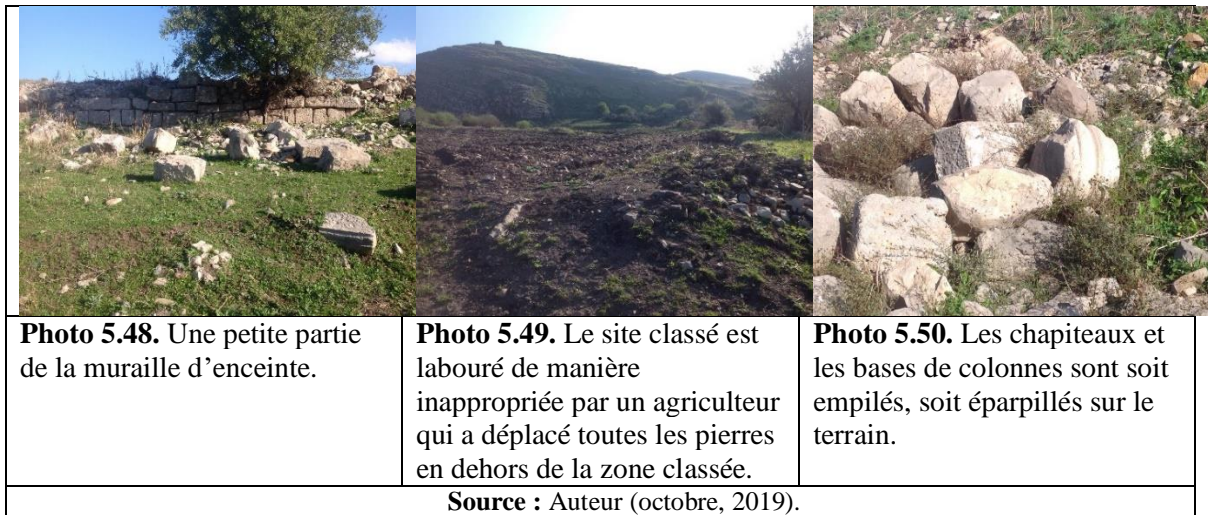 Photo 5.48. Une petite partie
de la muraille d’enceinte.
Photo 5.49. Le site classé est
labouré de manière
inappropriée par un agriculteur
qui a déplacé toutes les pierres
en dehors de la zone classée.
Photo 5.50. Les chapiteaux et
les bases de colonnes sont soit
empilés, soit éparpillés sur le
terrain.
Source : Auteur (octobre, 2019).